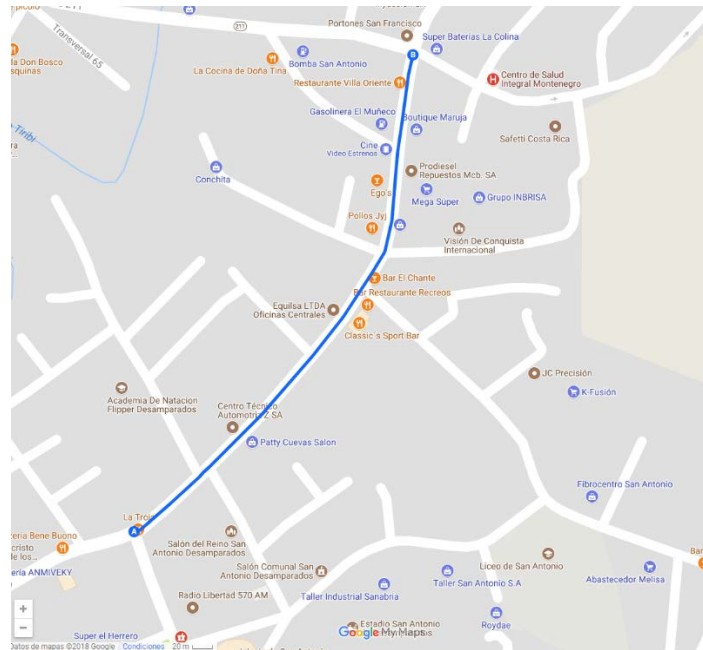 Portones San Francisco
Super Baterías La Colina
211
Transversal 65
Bomba San Antonio
La Cocina de Doña Tina
Restaurante Villa Oriente
B
Centro de Salud
Integral Montenegro
Gasolinera El Muñeco
Boutique Maruja
Safetti Costa Rica
Cine
Video Estrenos
Conchita
Prodiesel
Repuestos Mcb. SA
Ego's
Mega Súper
Grupo INBRISA
Pollos Jyj
Visión De Conquista
Internacional
Bar El Chante
Bar Restaurante Recreos
Equilsa LTDA
Oficinas Centrales
Classic's Sport Bar
JC Precisión
K-Fusión
Academia De Natacion
Flipper Desamparados
Centro Técnico
Automotriz Z SA
Patty Cuevas Salon
Fibrocentro San Antonio
La Troja
A
Salón del Reino San
Antonio Desamparados
Liceo de San Antonio
Salón Comunal San
Antonio Desamparados
Taller San Antonio S.A
Abastecedor Melisa
Taller Industrial Sanabria
Radio Libertad 570 AM
Roydae
Estadio San Antonio
Google My Maps
Super el Herrero
+
−
Datos de mapas ©2018 Google Condiciones 20 m